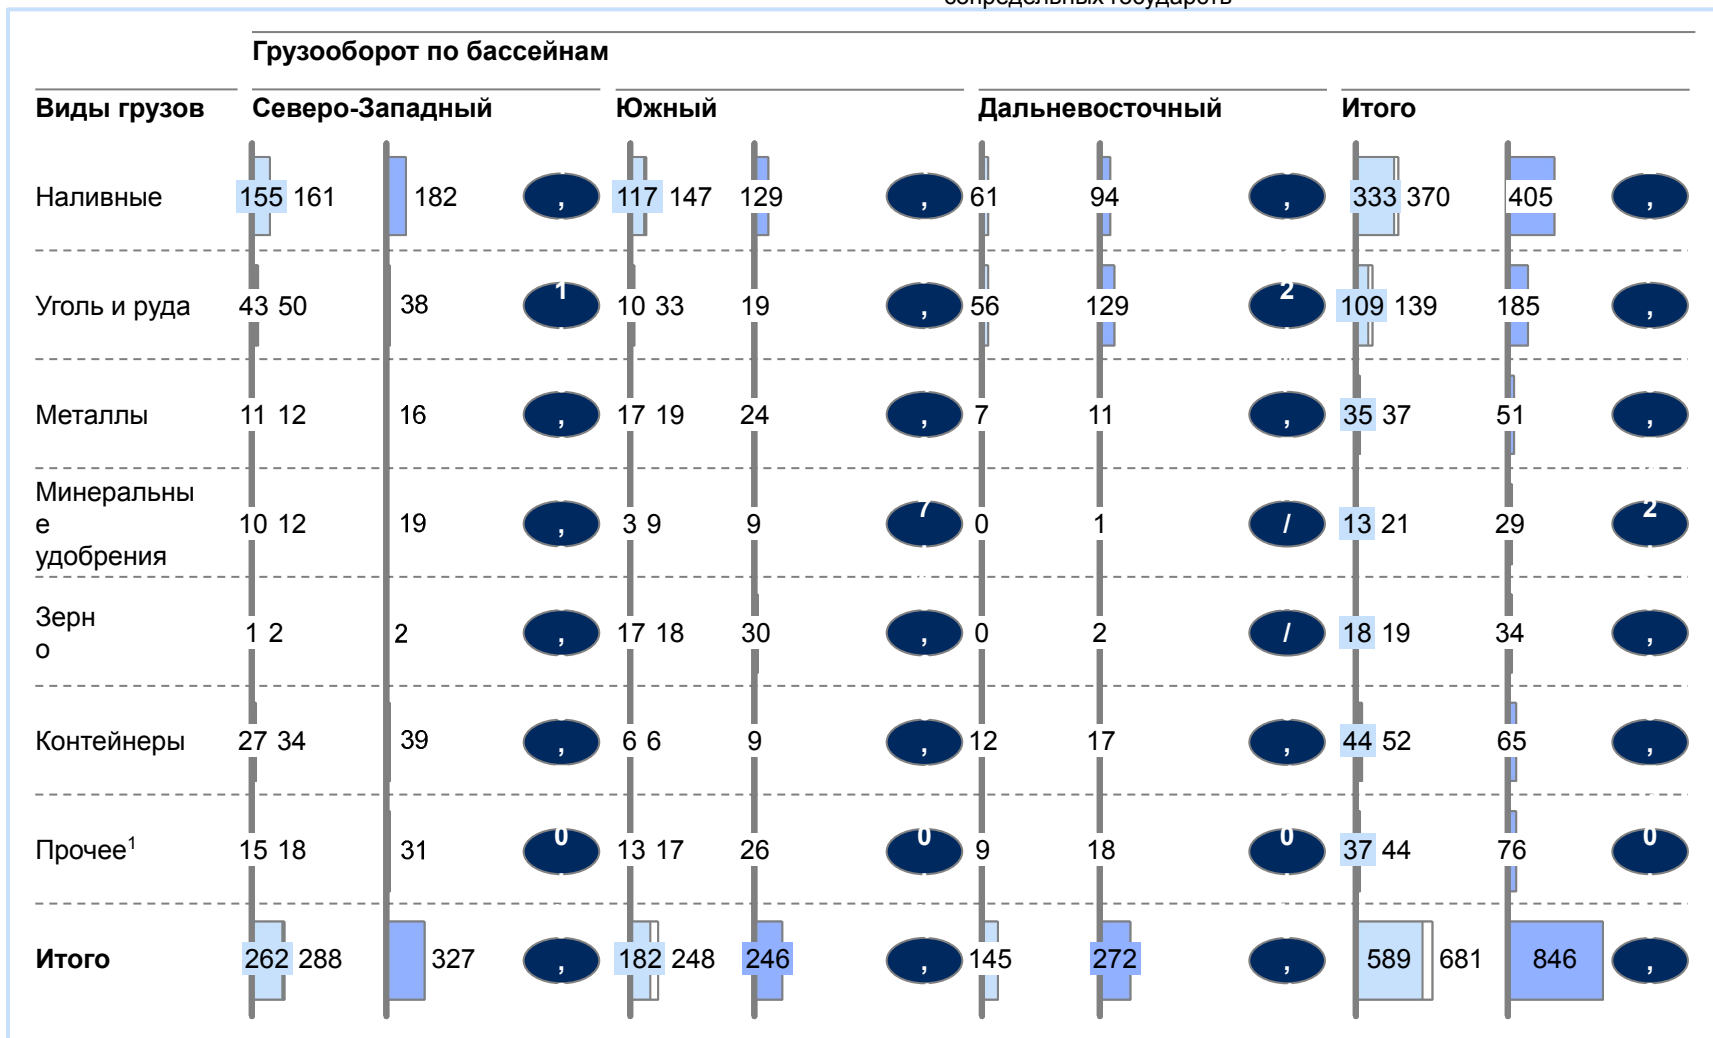 Грузооборот по бассейнам
Виды грузов Северо-Западный Южный Дальневосточный Итого
Наливные 155 161 182 , 117 147 129 , 61 94 , 333 370 405 ,
Уголь и руда 43 50 38 1 10 33 19 , 56 129 2 109 139 185 ,
Металлы 11 12 16 , 17 19 24 , 7 11 , 35 37 51 ,
Минеральны
е
удобрения
10 12 19 , 3 9 9 7 0 1 / 13 21 29 2
Зерн
о
1 2 2 , 17 18 30 , 0 2 / 18 19 34 ,
Контейнеры 27 34 39 , 6 6 9 , 12 17 , 44 52 65 ,
Прочее1 15 18 31 0 13 17 26 0 9 18 0 37 44 76 0
Итого 262 288 327 , 182 248 246 , 145 272 , 589 681 846 ,